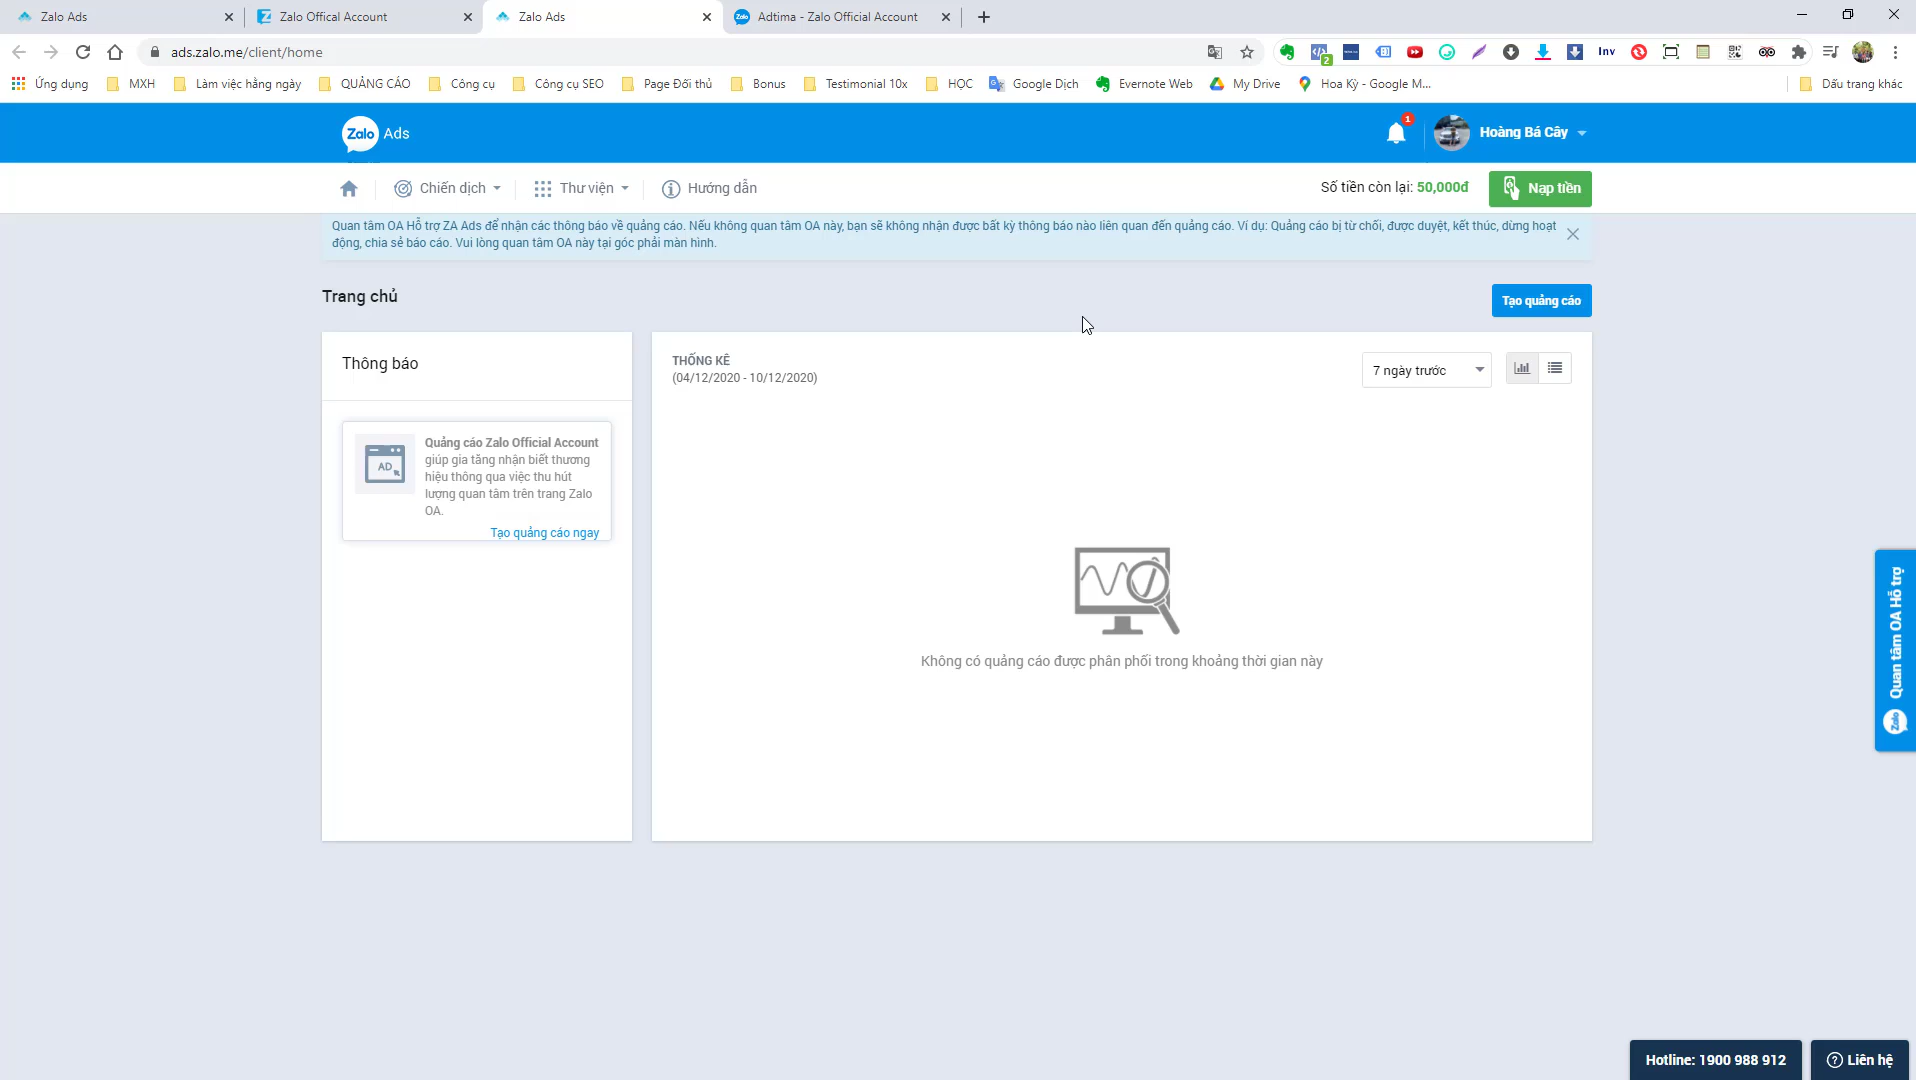 Zalo Ads
Zalo Offical Account
Zalo Ads
Adtima - Zalo Official Account
ads.zalo.me/client/home
2
Inv
Ứng dụng
MXH
Làm việc hằng ngày
QUẢNG CÁO
Công cụ
Công cụ SEO
Page Đối thủ
Bonus
Testimonial 10x
HỌC
Google Dịch
Evernote Web
My Drive
Hoa Kỳ - Google M...
Dấu trang khác
Zalo Ads
1
Hoàng Bá Cây
Chiến dịch
Thư viện
Hướng dẫn
Số tiền còn lại: 50,000đ
Nạp tiền
Quan tâm OA Hỗ trợ ZA Ads để nhận các thông báo về quảng cáo. Nếu không quan tâm OA này, bạn sẽ không nhận được bất kỳ thông báo nào liên quan đến quảng cáo. Ví dụ: Quảng cáo bị từ chối, được duyệt, kết thúc, dừng hoạt
động, chia sẻ báo cáo. Vui lòng quan tâm OA này tại góc phải màn hình.
Trang chủ
Tạo quảng cáo
Thông báo
AD
Quảng cáo Zalo Official Account
giúp gia tăng nhận biết thương
hiệu thông qua việc thu hút
lượng quan tâm trên trang Zalo
OA.
Tạo quảng cáo ngay
THỐNG KÊ
(04/12/2020 - 10/12/2020)
7 ngày trước
Không có quảng cáo được phân phối trong khoảng thời gian này
Quan tâm OA Hỗ trợ
Zalo
Hotline: 1900 988 912
Liên hệ